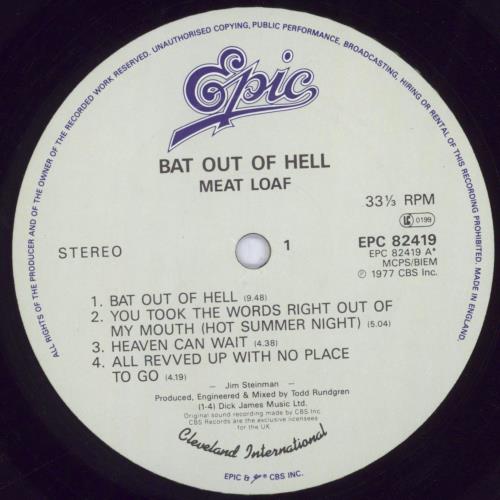 ALL RIGHTS OF THE PRODUCER AND OF THE OWNER OF THE RECORDED WORK RESERVED. UNAUTHORISED COPYING, PUBLIC PERFORMANCE, BROADCASTING, HIRING OR RENTAL OF THIS RECORDING PROHIBITED. MADE IN ENGLAND.
Epic
BAT OUT OF HELL
MEAT LOAF
33⅓ RPM
LC 0199
STEREO
1
EPC 82419
EPC 82419 A*
MCPS/BIEM
℗ 1977 CBS Inc.
1. BAT OUT OF HELL (9.48)
2. YOU TOOK THE WORDS RIGHT OUT OF
MY MOUTH (HOT SUMMER NIGHT) (5.04)
3. HEAVEN CAN WAIT (4.38)
4. ALL REVVED UP WITH NO PLACE
TO GO (4.19)
— Jim Steinman —
Produced, Engineered & Mixed by Todd Rundgren
(1-4) Dick James Music Ltd.
Original sound recording made by CBS Inc.
CBS Records are the exclusive licensees
for the UK
Cleveland International
EPIC & Epic® CBS INC.